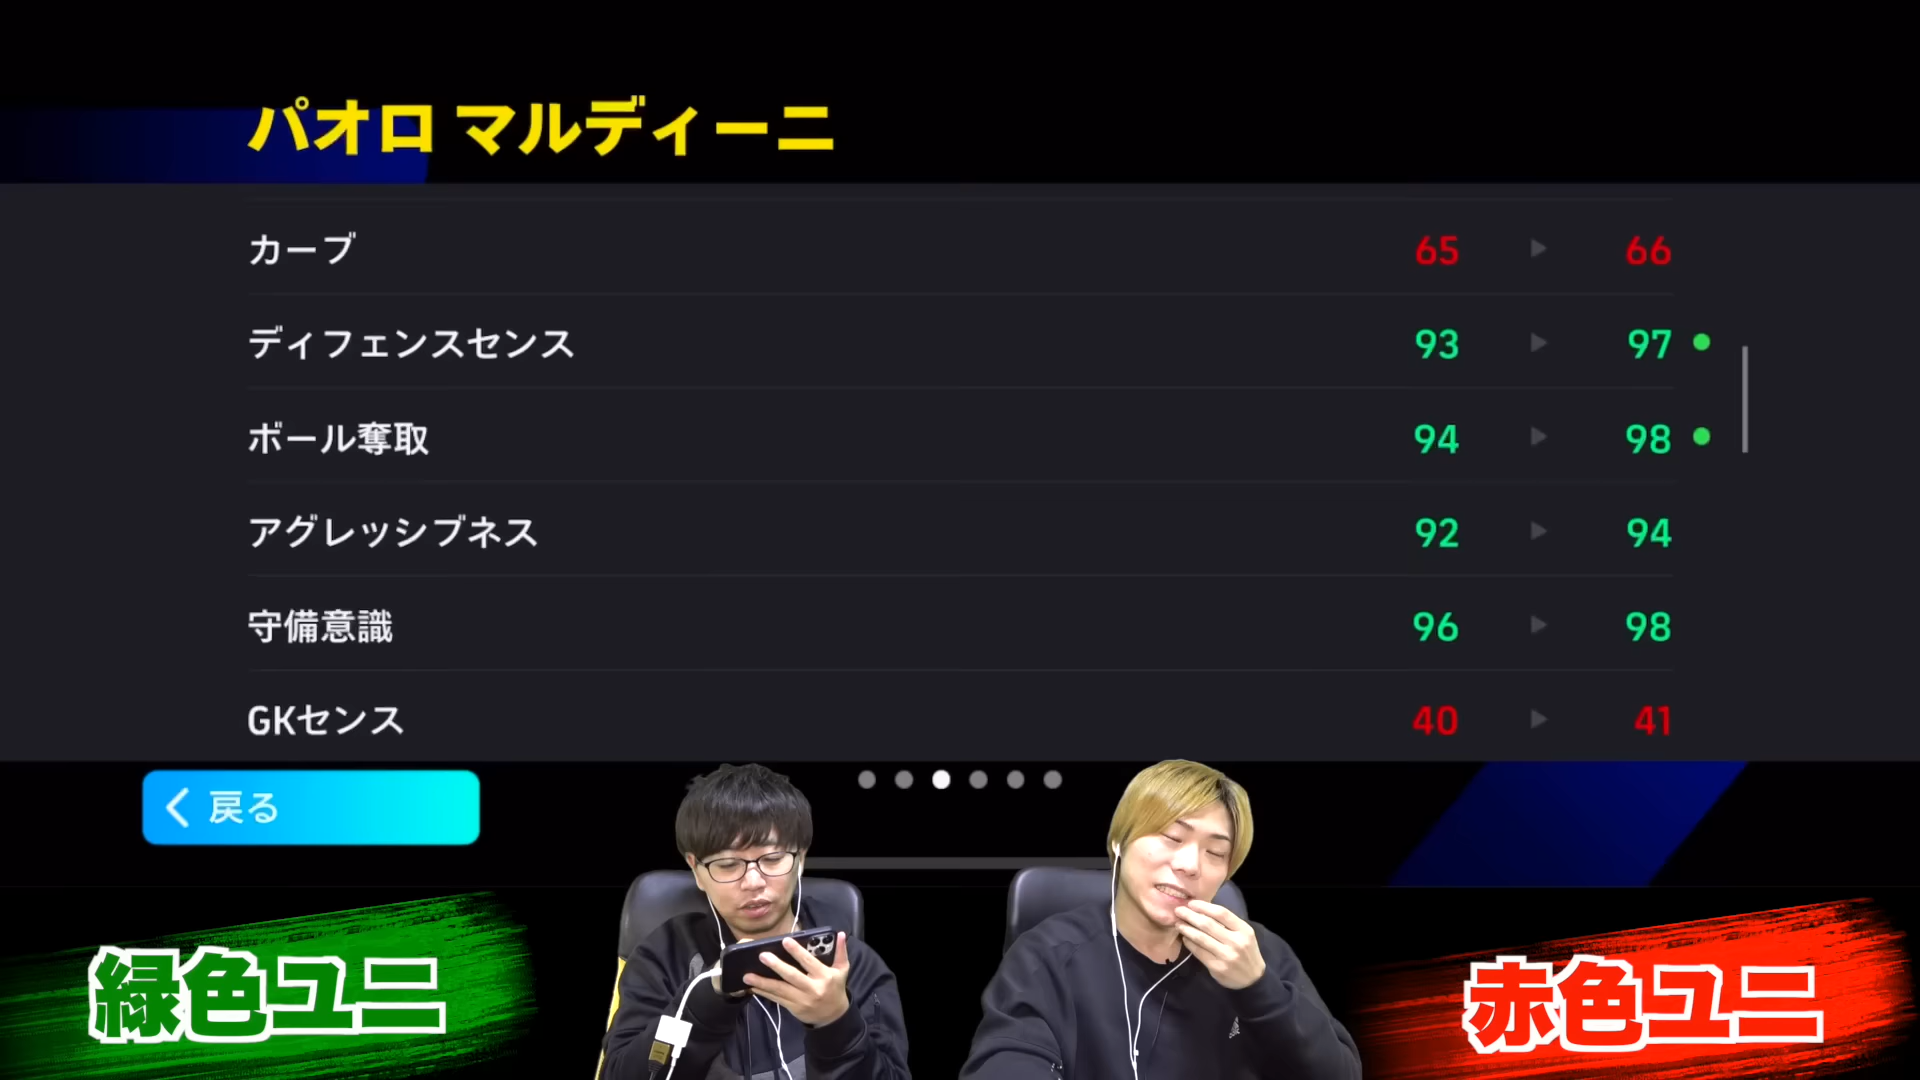 パオロ マルディーニ
カーブ 65 66
ディフェンスセンス 93 97
ボール奪取 94 98
アグレッシブネス 92 94
守備意識 96 98
GKセンス 40 41
戻る
緑色ユニ
赤色ユニ